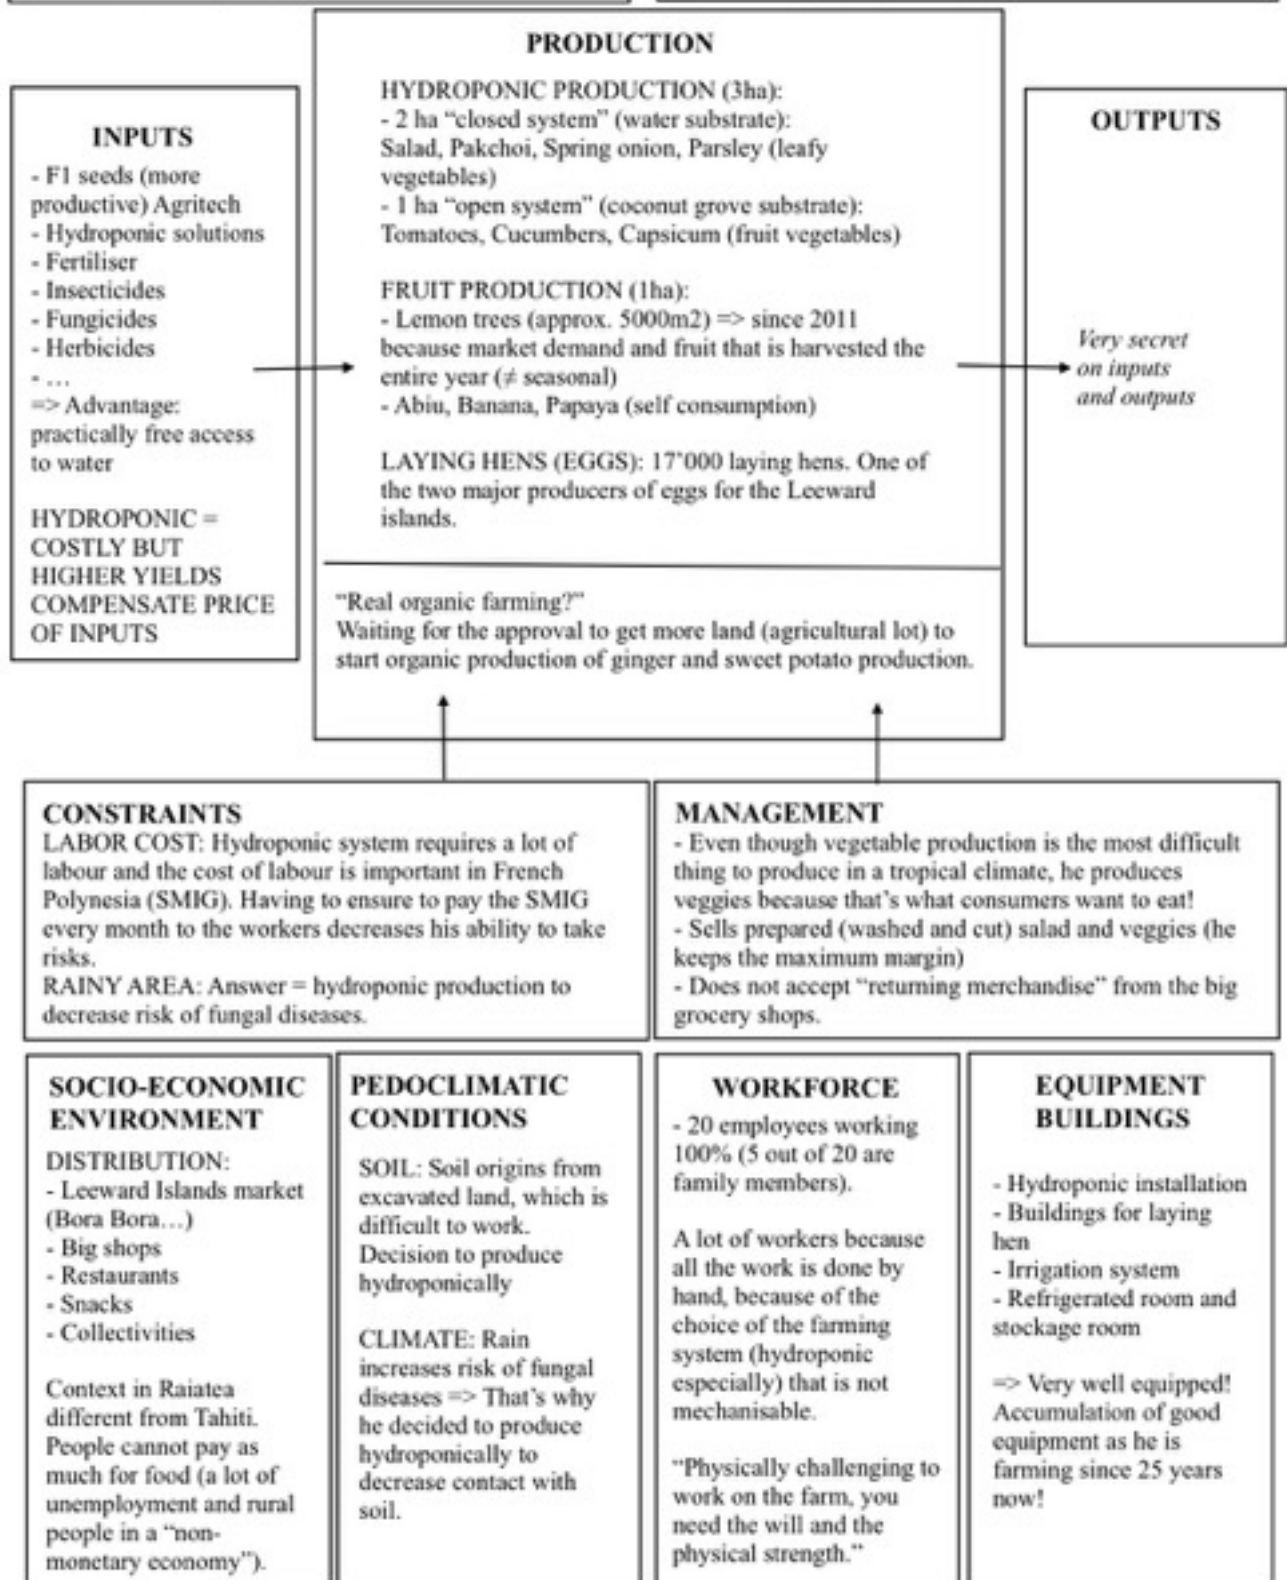 PRODUCTION
HYDROPONIC PRODUCTION (3ha):
- 2 ha “closed system” (water substrate):
Salad, Pakchoi, Spring onion, Parsley (leafy
vegetables)
- 1 ha “open system” (coconut grove substrate):
Tomatoes, Cucumbers, Capsicum (fruit vegetables)
FRUIT PRODUCTION (1ha):
- Lemon trees (approx. 5000m2) => since 2011
because market demand and fruit that is harvested the
entire year (≠ seasonal)
- Abiu, Banana, Papaya (self consumption)
LAYING HENS (EGGS): 17’000 laying hens. One of
the two major producers of eggs for the Leeward
islands.
“Real organic farming?”
Waiting for the approval to get more land (agricultural lot) to
start organic production of ginger and sweet potato production.
INPUTS
- F1 seeds (more
productive) Agritech
- Hydroponic solutions
- Fertiliser
- Insecticides
- Fungicides
- Herbicides
- …
=> Advantage:
practically free access
to water
HYDROPONIC =
COSTLY BUT
HIGHER YIELDS
COMPENSATE PRICE
OF INPUTS
OUTPUTS
Very secret
on inputs
and outputs
CONSTRAINTS
LABOR COST: Hydroponic system requires a lot of
labour and the cost of labour is important in French
Polynesia (SMIG). Having to ensure to pay the SMIG
every month to the workers decreases his ability to take
risks.
RAINY AREA: Answer = hydroponic production to
decrease risk of fungal diseases.
MANAGEMENT
- Even though vegetable production is the most difficult
thing to produce in a tropical climate, he produces
veggies because that’s what consumers want to eat!
- Sells prepared (washed and cut) salad and veggies (he
keeps the maximum margin)
- Does not accept “returning merchandise” from the big
grocery shops.
SOCIO-ECONOMIC
ENVIRONMENT
DISTRIBUTION:
- Leeward Islands market
(Bora Bora…)
- Big shops
- Restaurants
- Snacks
- Collectivities
Context in Raiatea
different from Tahiti.
People cannot pay as
much for food (a lot of
unemployment and rural
people in a “non-
monetary economy”).
PEDOCLIMATIC
CONDITIONS
SOIL: Soil origins from
excavated land, which is
difficult to work.
Decision to produce
hydroponically
CLIMATE: Rain
increases risk of fungal
diseases => That’s why
he decided to produce
hydroponically to
decrease contact with
soil.
WORKFORCE
- 20 employees working
100% (5 out of 20 are
family members).
A lot of workers because
all the work is done by
hand, because of the
choice of the farming
system (hydroponic
especially) that is not
mechanisable.
“Physically challenging to
work on the farm, you
need the will and the
physical strength.”
EQUIPMENT
BUILDINGS
- Hydroponic installation
- Buildings for laying
hen
- Irrigation system
- Refrigerated room and
stockage room
=> Very well equipped!
Accumulation of good
equipment as he is
farming since 25 years
now!